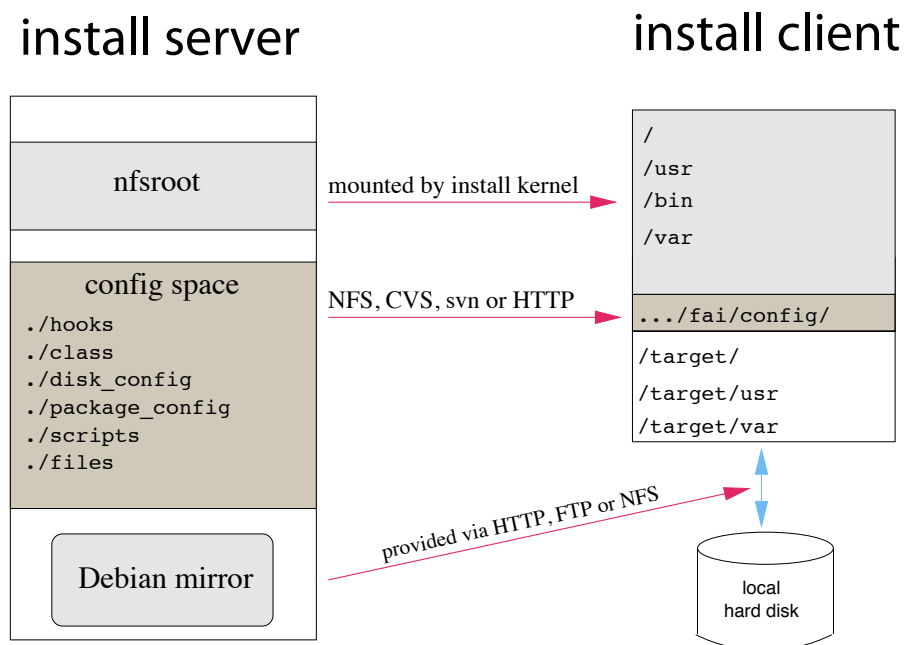 install server
install client
nfsroot
mounted by install kernel
/
/usr
/bin
/var
config space
./hooks
./class
./disk_config
./package_config
./scripts
./files
NFS, CVS, svn or HTTP
.../fai/config/
/target/
/target/usr
/target/var
provided via HTTP, FTP or NFS
Debian mirror
local
hard disk